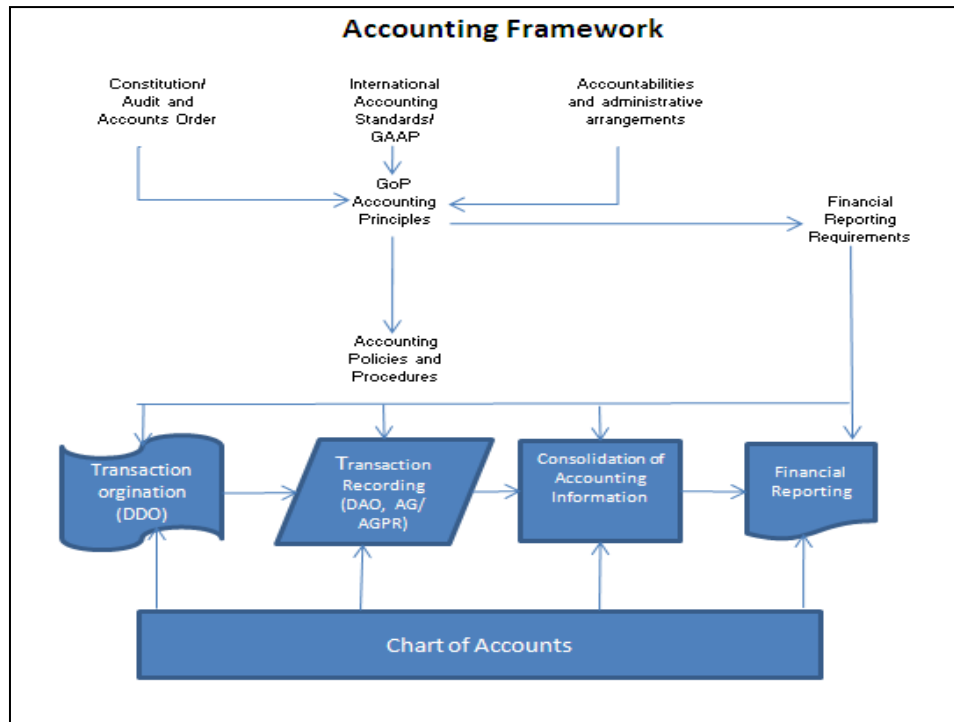 Accounting Framework
Constitution/
Audit and
Accounts Order
International
Accounting
Standards/
GAAP
Accountabilities
and administrative
arrangements
GoP
Accounting
Principles
Financial
Reporting
Requirements
Accounting
Policies and
Procedures
Transaction
orgination
(DDO)
Transaction
Recording
(DAO, AG/
AGPR)
Consolidation of
Accounting
Information
Financial
Reporting
Chart of Accounts